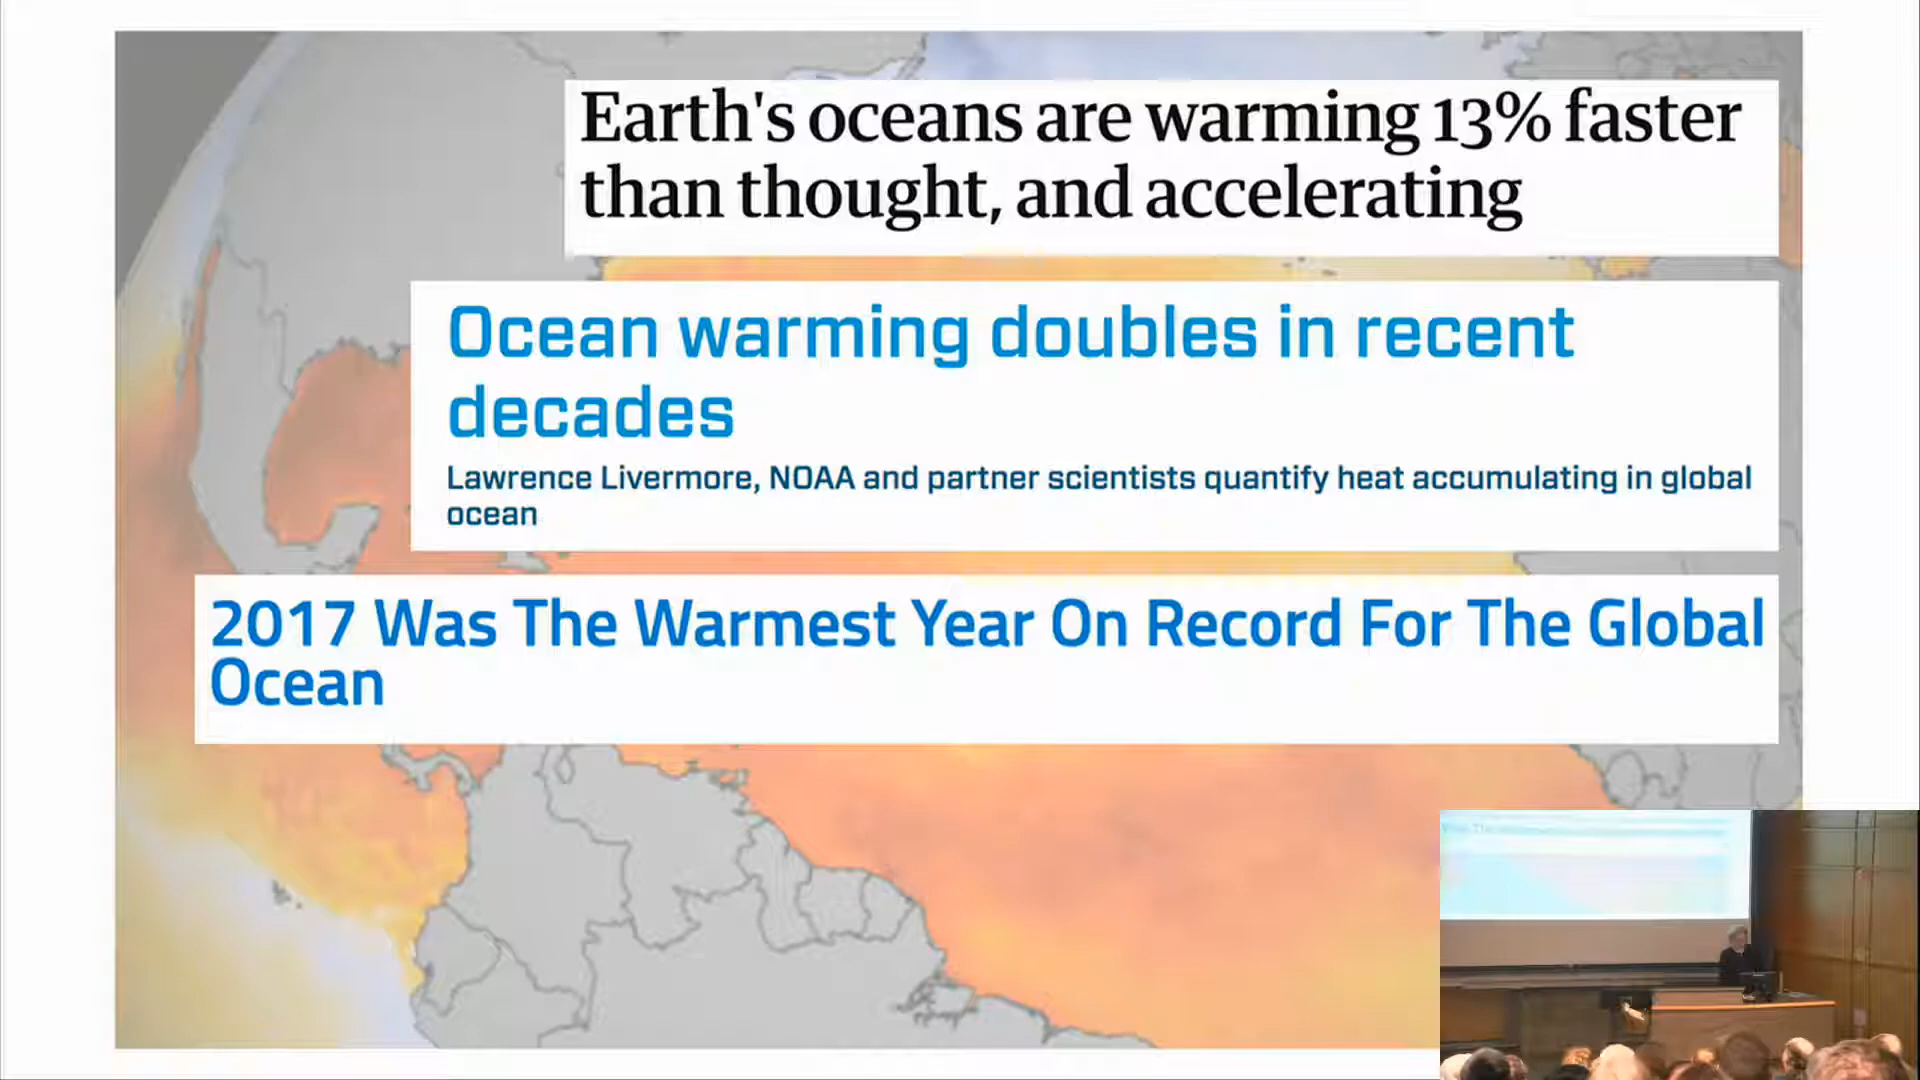 Earth's oceans are warming 13% faster
than thought, and accelerating
Ocean warming doubles in recent
decades
Lawrence Livermore, NOAA and partner scientists quantify heat accumulating in global
ocean
2017 Was The Warmest Year On Record For The Global
Ocean